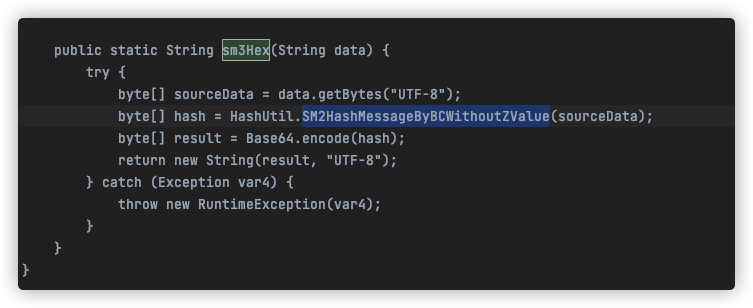 public static String sm3Hex(String data) {
try {
byte[] sourceData = data.getBytes("UTF-8");
byte[] hash = HashUtil.SM2HashMessageByBCWithoutZValue(sourceData);
byte[] result = Base64.encode(hash);
return new String(result, "UTF-8");
} catch (Exception var4) {
throw new RuntimeException(var4);
}
}
}